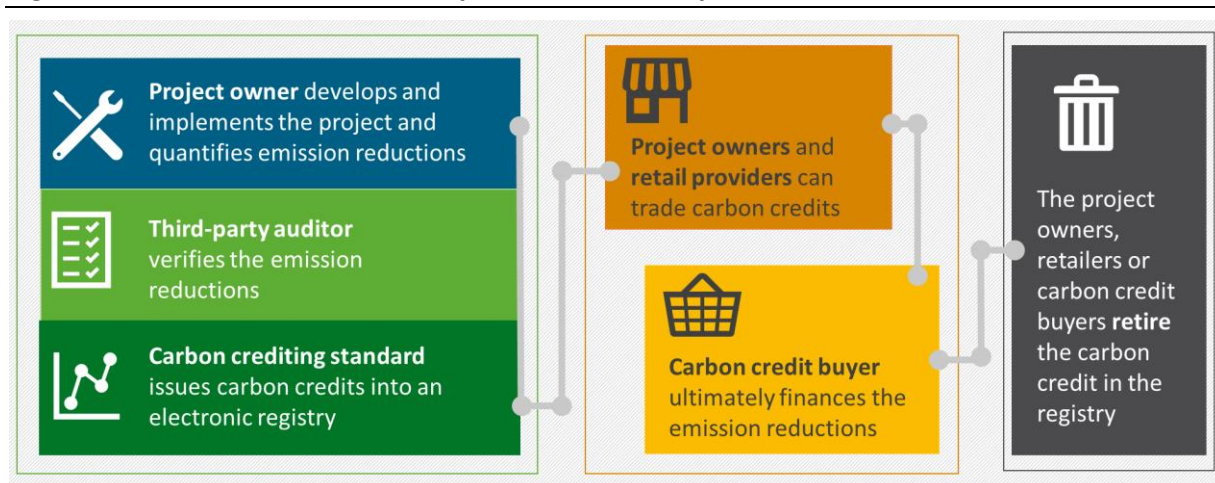 Project owner develops and
implements the project and
quantifies emission reductions
Third-party auditor
verifies the emission
reductions
Carbon crediting standard
issues carbon credits into an
electronic registry
Project owners and
retail providers can
trade carbon credits
Carbon credit buyer
ultimately finances the
emission reductions
The project
owners,
retailers or
carbon credit
buyers retire
the carbon
credit in the
registry